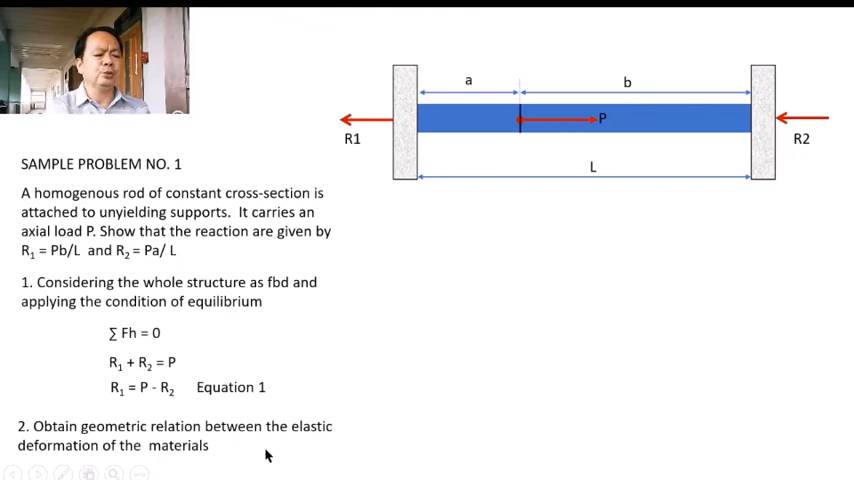 a
b
P
R1
R2
L
SAMPLE PROBLEM NO. 1
A homogenous rod of constant cross-section is
attached to unyielding supports. It carries an
axial load P. Show that the reaction are given by
R₁ = Pb/L and R₂ = Pa/ L
1. Considering the whole structure as fbd and
applying the condition of equilibrium
∑ Fh = 0
R₁ + R₂ = P
R₁ = P - R₂ Equation 1
2. Obtain geometric relation between the elastic
deformation of the materials